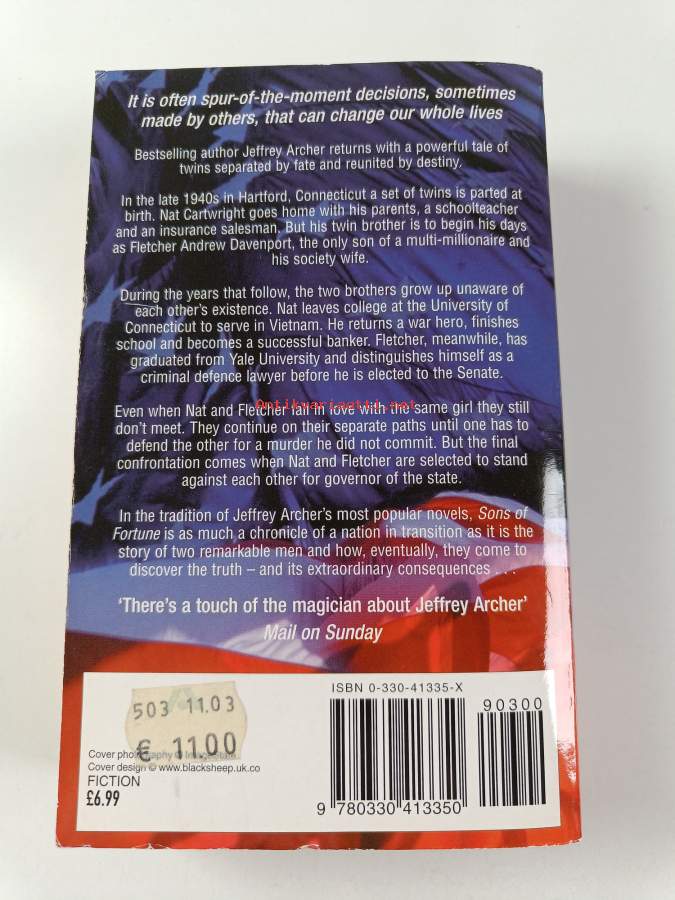 It is often spur-of-the-moment decisions, sometimes
made by others, that can change our whole lives
Bestselling author Jeffrey Archer returns with a powerful tale of
twins separated by fate and reunited by destiny.
In the late 1940s in Hartford, Connecticut a set of twins is parted at
birth. Nat Cartwright goes home with his parents, a schoolteacher
and an insurance salesman. But his twin brother is to begin his days
as Fletcher Andrew Davenport, the only son of a multi-millionaire and
his society wife.
During the years that follow, the two brothers grow up unaware of
each other's existence. Nat leaves college at the University of
Connecticut to serve in Vietnam. He returns a war hero, finishes
school and becomes a successful banker. Fletcher, meanwhile, has
graduated from Yale University and distinguishes himself as a
criminal defence lawyer before he is elected to the Senate.
Antikvariaatti.net
Even when Nat and Fletcher fall in love with the same girl they still
don't meet. They continue on their separate paths until one has to
defend the other for a murder he did not commit. But the final
confrontation comes when Nat and Fletcher are selected to stand
against each other for governor of the state.
In the tradition of Jeffrey Archer's most popular novels, Sons of
Fortune is as much a chronicle of a nation in transition as it is the
story of two remarkable men and how, eventually, they come to
discover the truth – and its extraordinary consequences . . .
'There's a touch of the magician about Jeffrey Archer'
Mail on Sunday
503 11.03
€ 11.00
Cover photography ©
Cover design © www.blacksheep.uk.co
FICTION
£6.99
ISBN 0-330-41335-X
90300
9 780330 413350